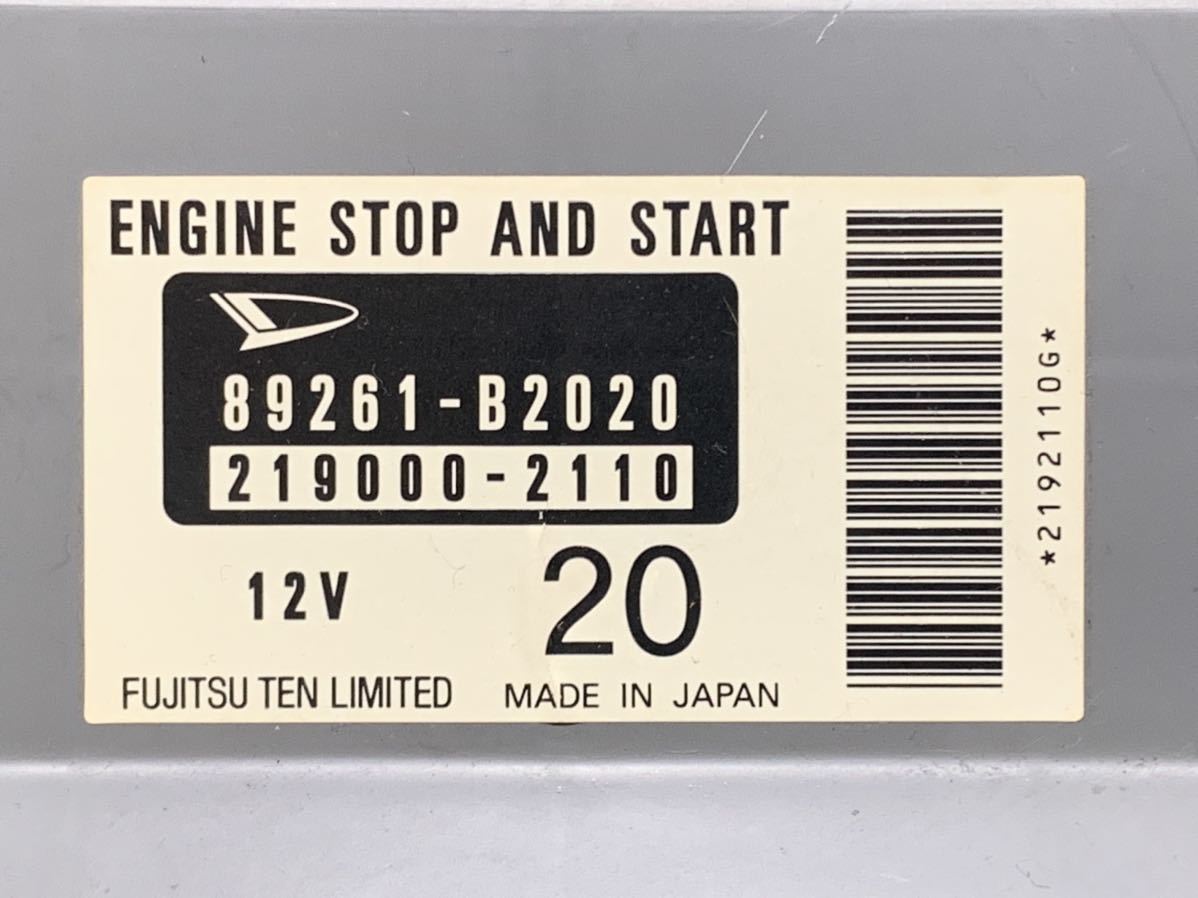 ENGINE STOP AND START
89261-B2020
219000-2110
12V
20
FUJITSU TEN LIMITED
MADE IN JAPAN
*2192110G*